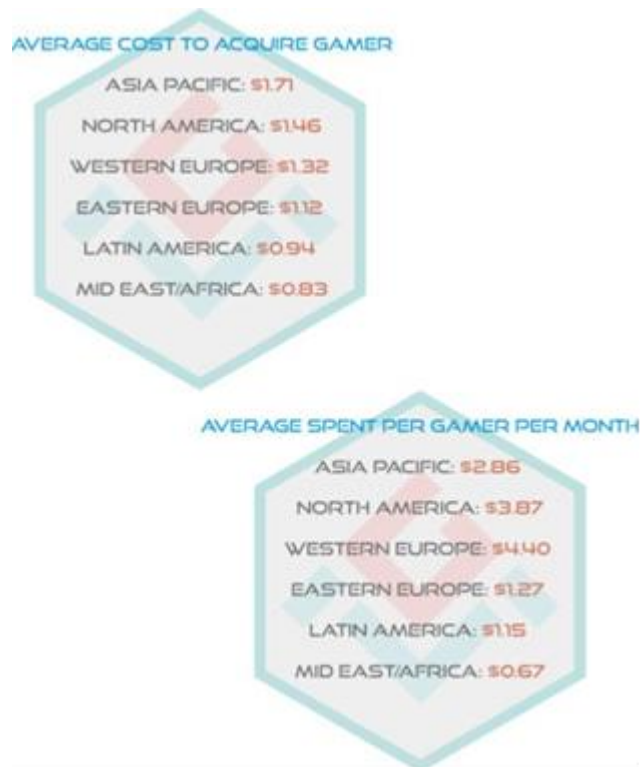 AVERAGE COST TO ACQUIRE GAMER
ASIA PACIFIC: $1.71
NORTH AMERICA: $1.46
WESTERN EUROPE: $1.32
EASTERN EUROPE: $1.12
LATIN AMERICA: $0.94
MID EAST/AFRICA: $0.83
AVERAGE SPENT PER GAMER PER MONTH
ASIA PACIFIC: $2.86
NORTH AMERICA: $3.87
WESTERN EUROPE: $4.40
EASTERN EUROPE: $1.27
LATIN AMERICA: $1.15
MID EAST/AFRICA: $0.67